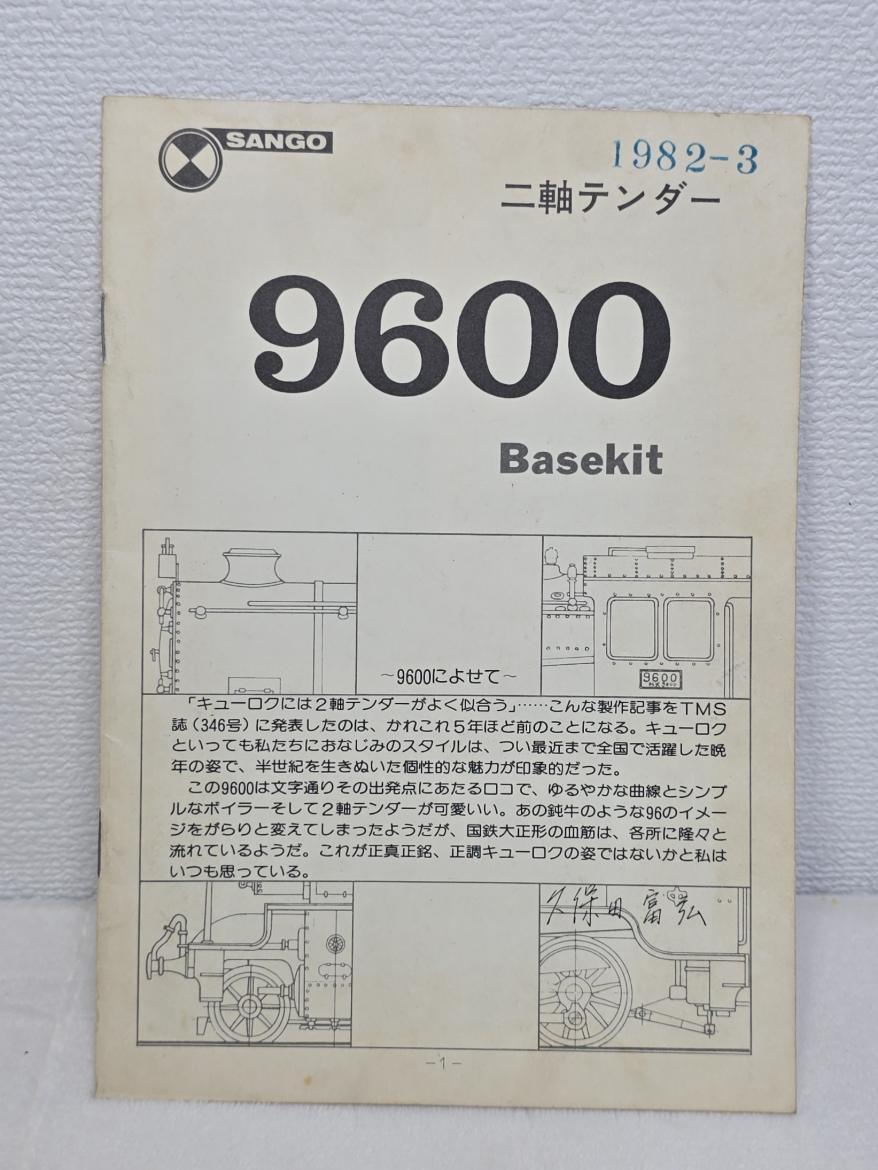 SANGO
1982-3
二軸テンダー
9600
Basekit
～9600によせて～
9600
「キューロクには2軸テンダーがよく似合う」……こんな製作記事をTMS
誌(346号)に発表したのは、かれこれ5年ほど前のことになる。キューロク
といっても私たちにおなじみのスタイルは、つい最近まで全国で活躍した晩
年の姿で、半世紀を生きぬいた個性的な魅力が印象的だった。
この9600は文字通りその出発点にあたるロコで、ゆるやかな曲線とシンプ
ルなボイラーそして2軸テンダーが可愛いい。あの鈍牛のような96のイメー
ジをがらりと変えてしまったようだが、国鉄大正形の血筋は、各所に隆々と
流れているようだ。これが正真正銘、正調キューロクの姿ではないかと私は
いつも思っている。
久保田富弘
-1-